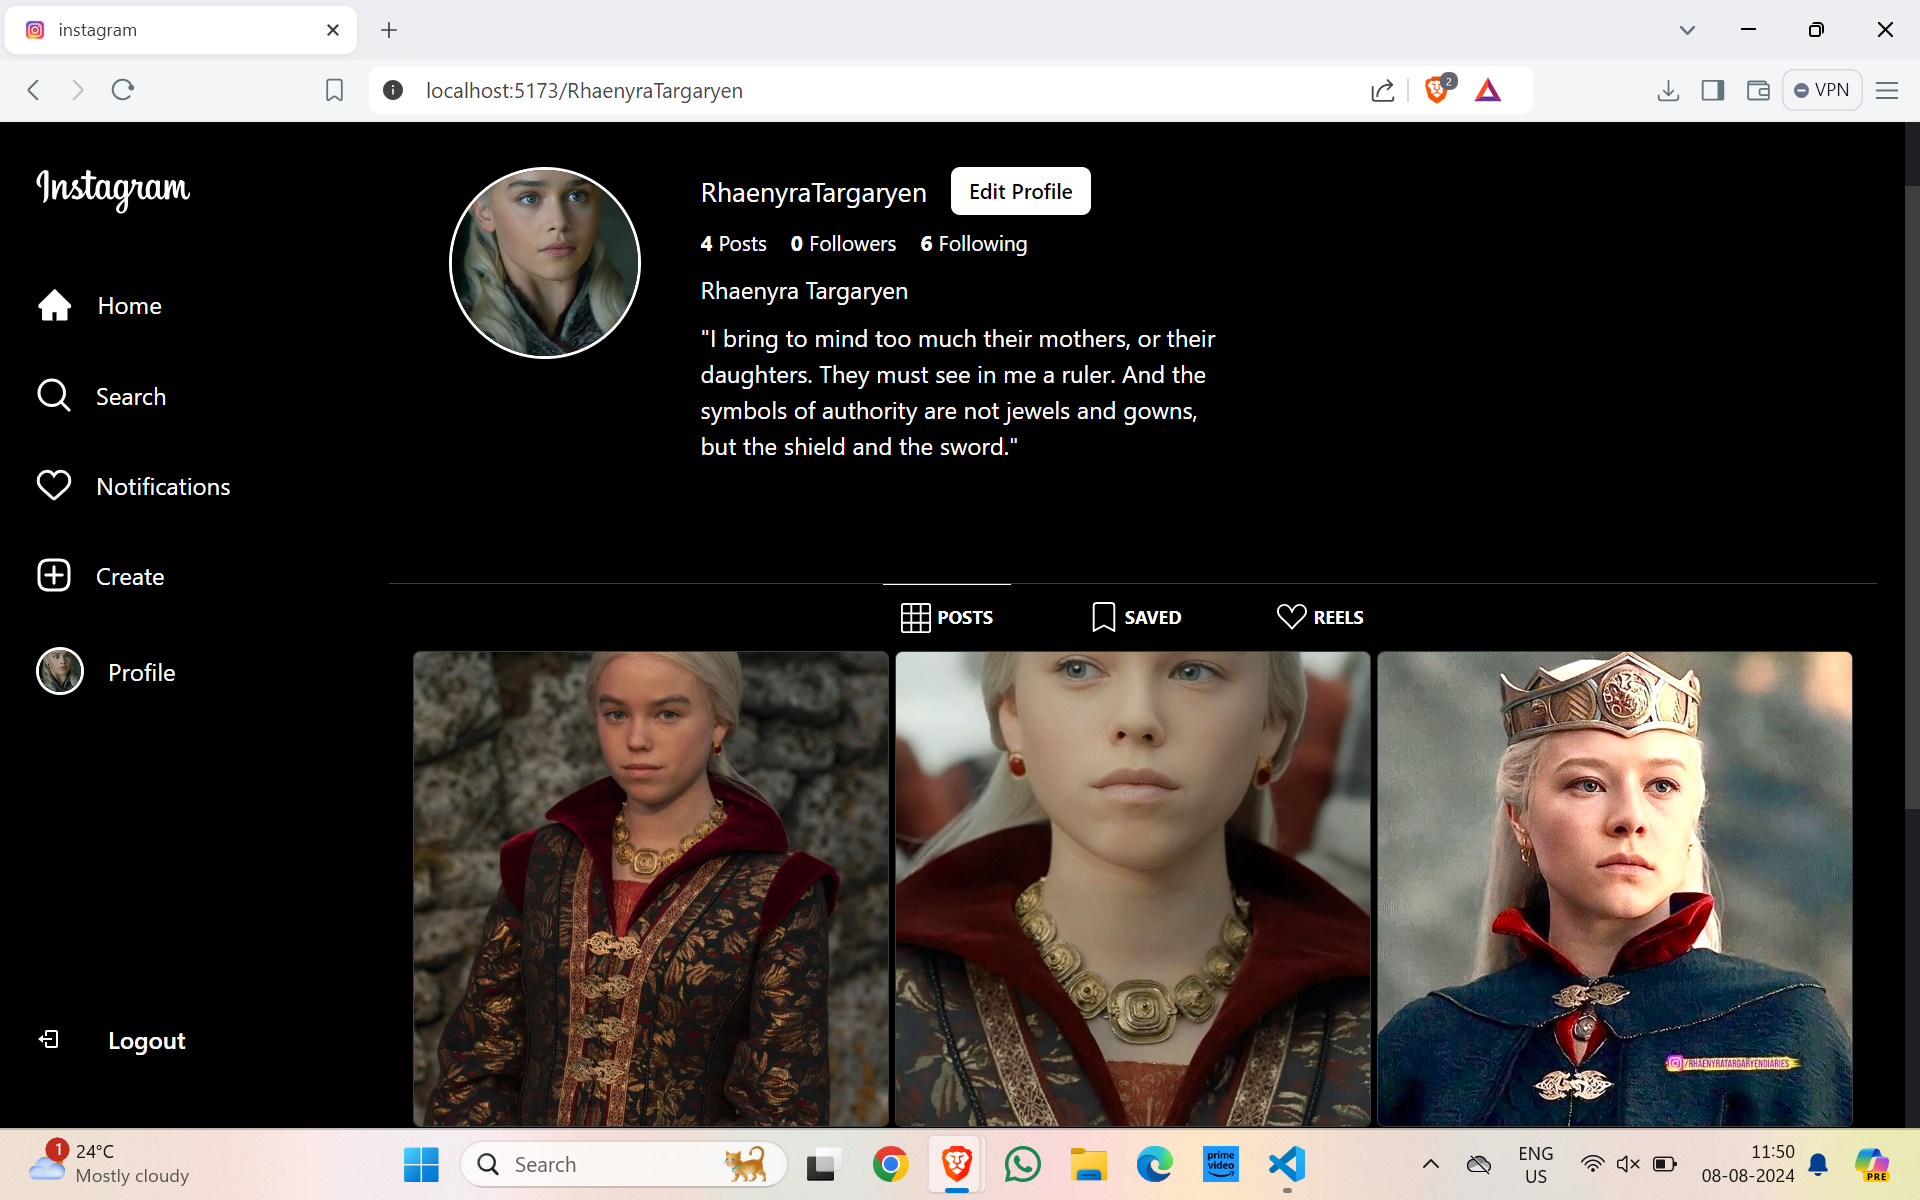 instagram
localhost:5173/RhaenyraTargaryen
2
VPN
Instagram
RhaenyraTargaryen
Edit Profile
4 Posts 0 Followers 6 Following
Rhaenyra Targaryen
"I bring to mind too much their mothers, or their
daughters. They must see in me a ruler. And the
symbols of authority are not jewels and gowns,
but the shield and the sword."
Home
Search
Notifications
Create
Profile
Logout
POSTS
SAVED
REELS
/RHAENYRATARGARYENDIARIES
1
24°C
Mostly cloudy
Search
prime
video
ENG
US
11:50
08-08-2024
PRE